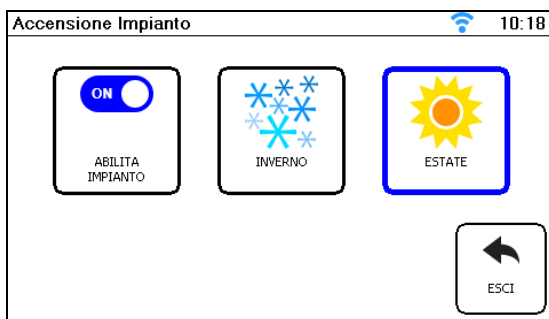 Accensione Impianto 10:18
ON
ABILITA
IMPIANTO
INVERNO
ESTATE
ESCI